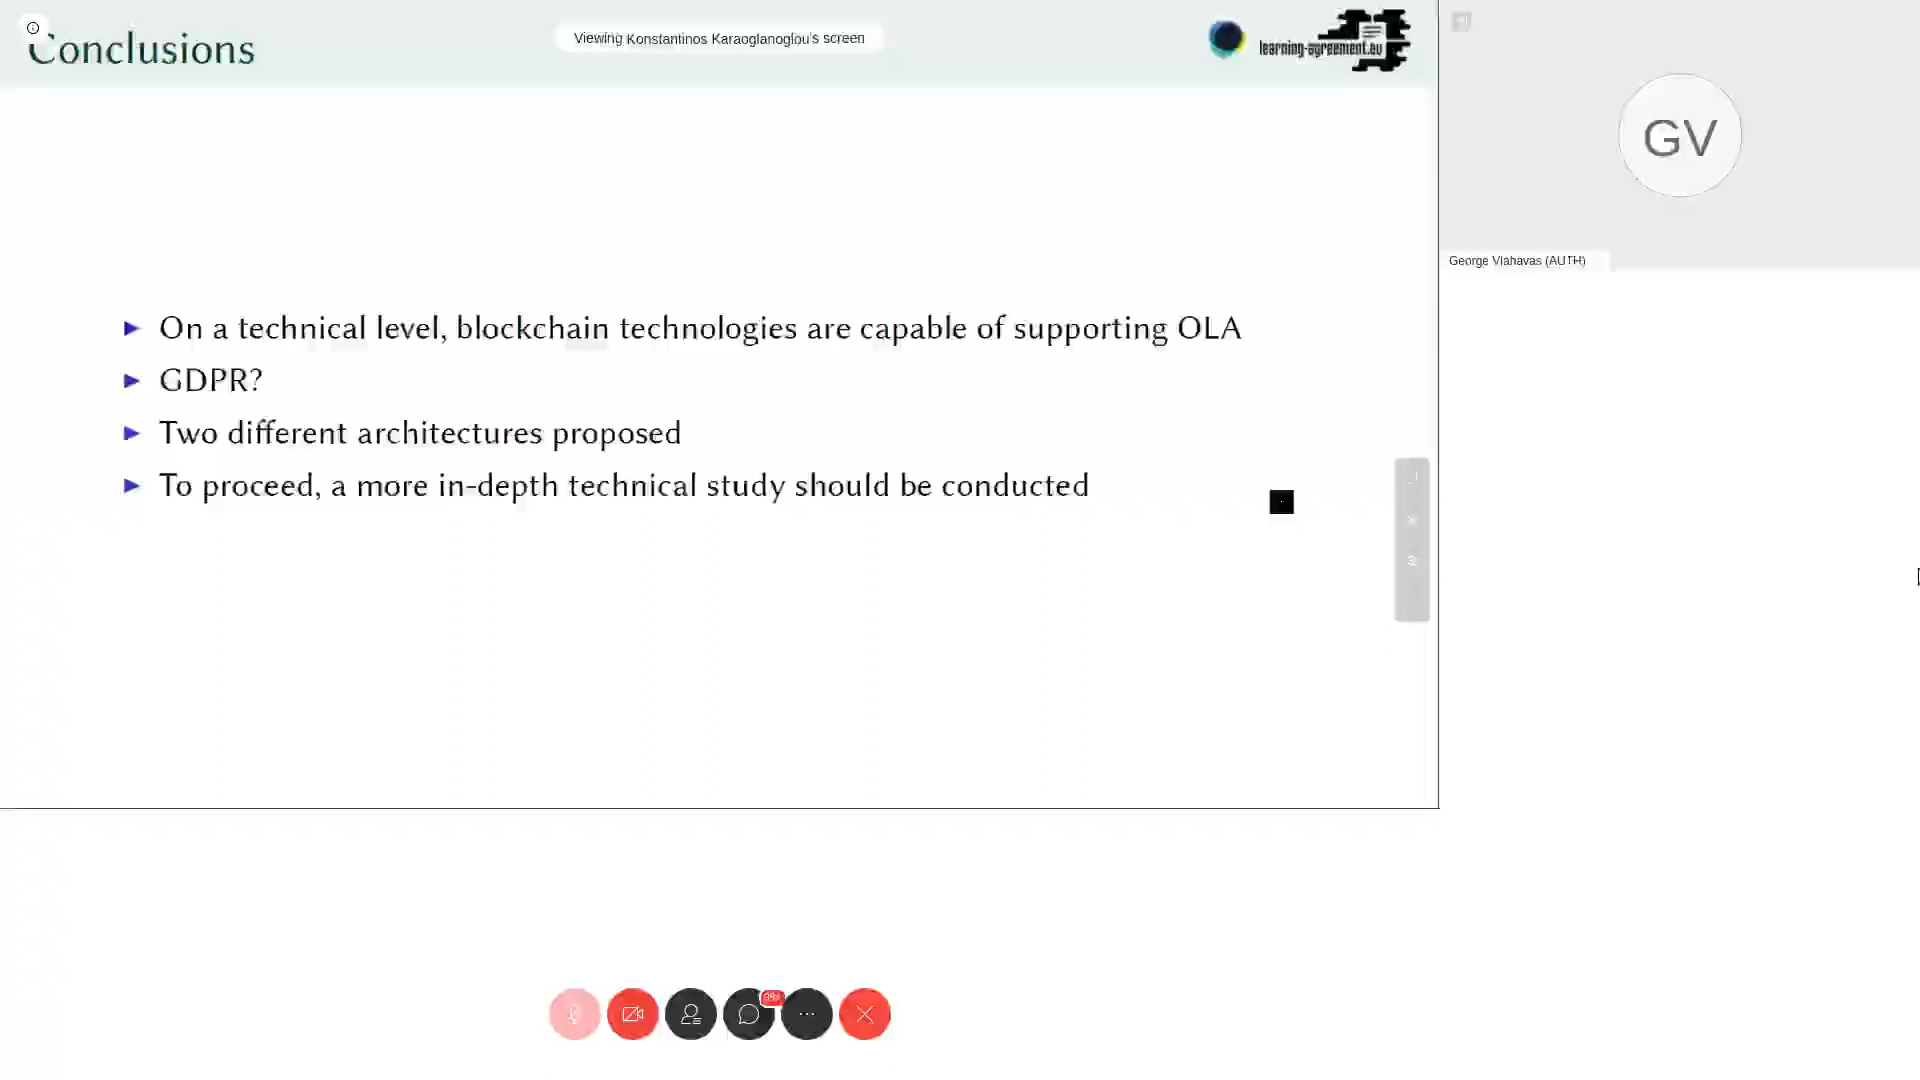 Conclusions
Viewing Konstantinos Karaoglanoglou's screen
learning-agreement.eu
GV
George Vlahavas (AUTH)
On a technical level, blockchain technologies are capable of supporting OLA
GDPR?
Two different architectures proposed
To proceed, a more in-depth technical study should be conducted